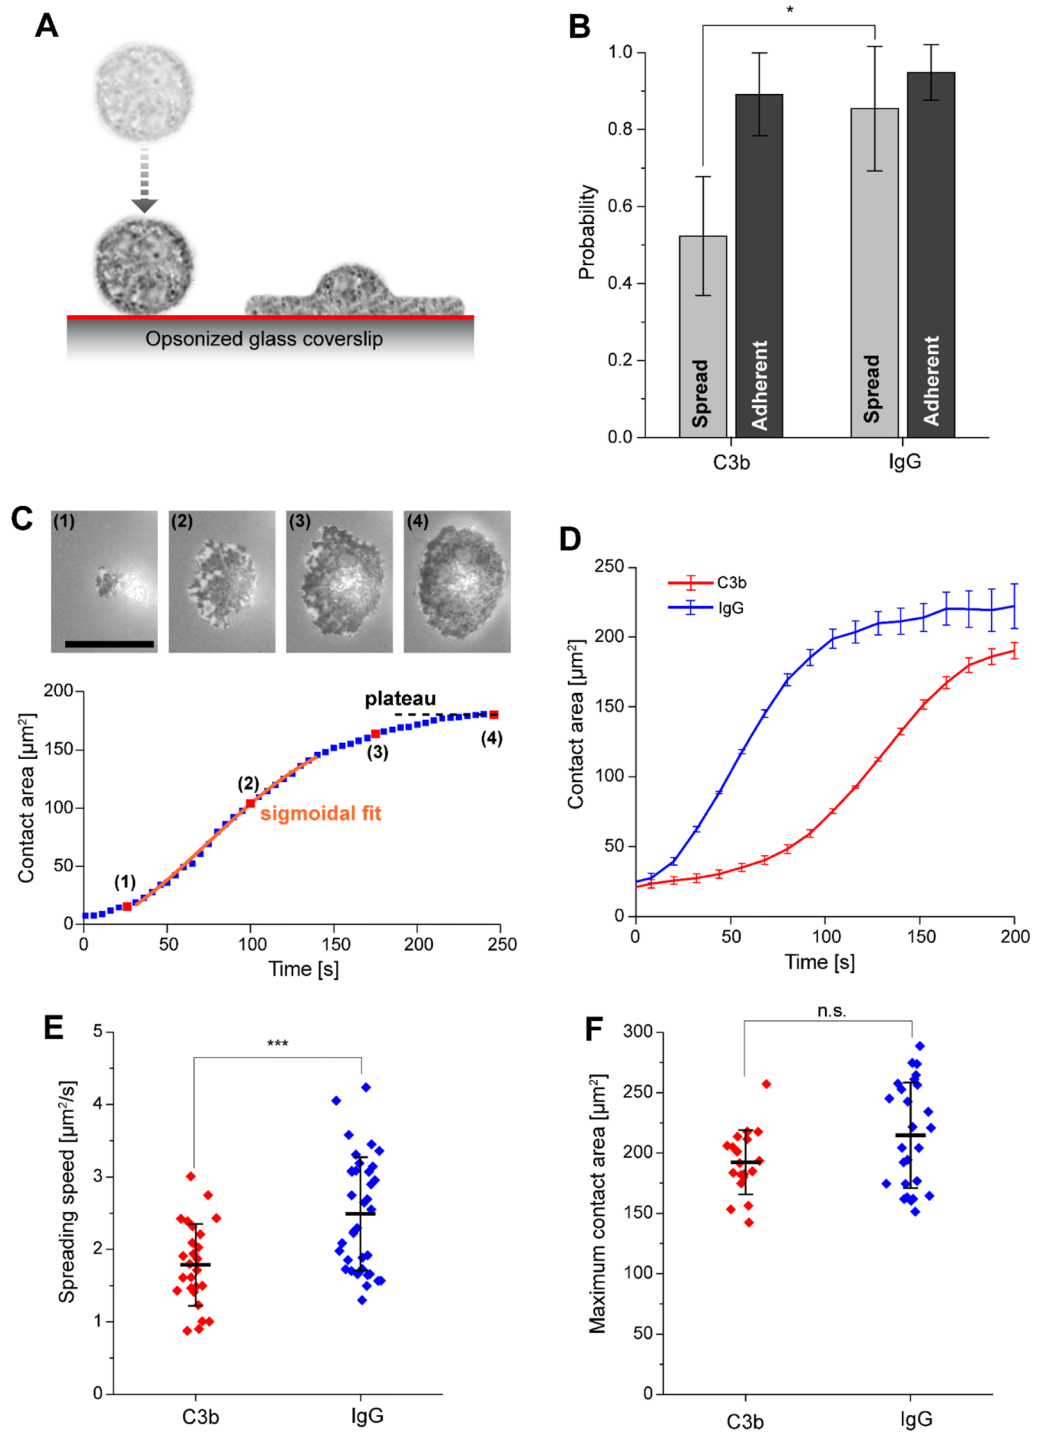 A
Opsonized glass coverslip
B
*
1.0
0.8
0.6
0.4
0.2
0.0
Probability
Spread
Adherent
Spread
Adherent
C3b
IgG
C
(1)
(2)
(3)
(4)
200
150
100
50
0
Contact area [µm²]
plateau
(1)
(2)
(3)
(4)
sigmoidal fit
0
50
100
150
200
250
Time [s]
D
C3b
IgG
250
200
150
100
50
0
Contact area [µm²]
0
50
100
150
200
Time [s]
E
***
5
4
3
2
1
0
Spreading speed [µm²/s]
C3b
IgG
F
n.s.
300
250
200
150
100
50
0
Maximum contact area [µm²]
C3b
IgG